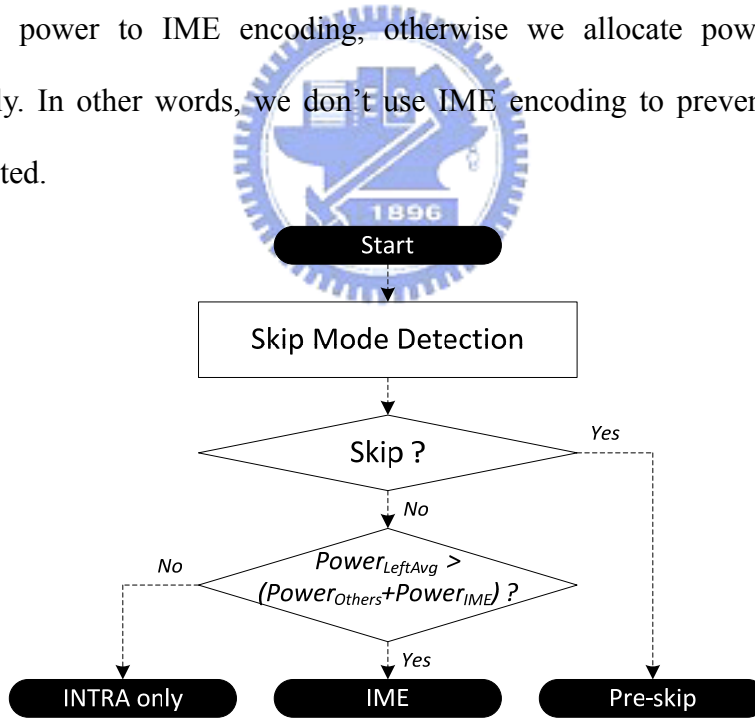 power to IME encoding, otherwise we allocate pow
ly. In other words, we don't use IME encoding to preven
ted.
1896
Start
Skip Mode Detection
Skip ?
Yes
No
Power_LeftAvg >
(Power_Others+Power_IME) ?
No
Yes
INTRA only
IME
Pre-skip